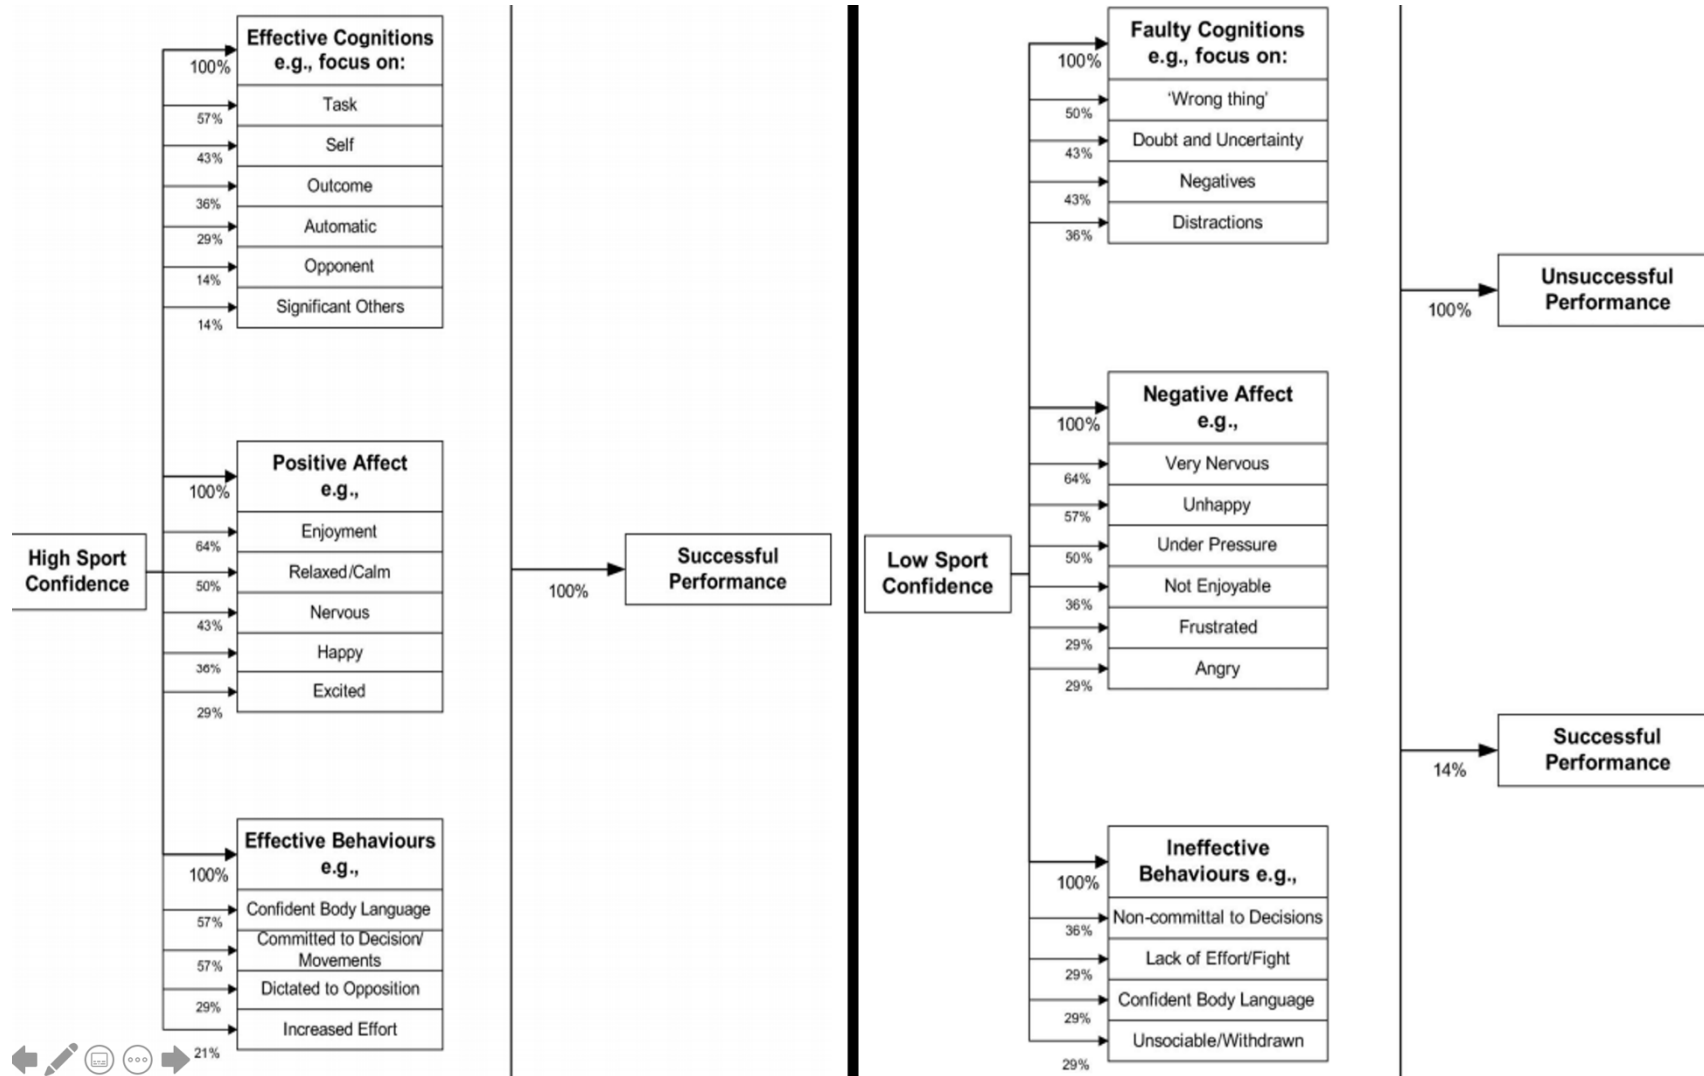 Effective Cognitions
e.g., focus on:
100%
Task
57%
Self
43%
Outcome
36%
Automatic
29%
Opponent
14%
Significant Others
14%
Positive Affect
e.g.,
100%
Enjoyment
64%
Relaxed/Calm
50%
Nervous
43%
Happy
36%
Excited
29%
High Sport
Confidence
Effective Behaviours
e.g.,
100%
Confident Body Language
57%
Committed to Decision/
Movements
57%
Dictated to Opposition
29%
Increased Effort
21%
100%
Successful
Performance
Faulty Cognitions
e.g., focus on:
100%
‘Wrong thing’
50%
Doubt and Uncertainty
43%
Negatives
43%
Distractions
36%
Negative Affect
e.g.,
100%
Very Nervous
64%
Unhappy
57%
Under Pressure
50%
Not Enjoyable
36%
Frustrated
29%
Angry
29%
Low Sport
Confidence
Ineffective
Behaviours e.g.,
100%
Non-committal to Decisions
36%
Lack of Effort/Fight
29%
Confident Body Language
29%
Unsociable/Withdrawn
29%
100%
Unsuccessful
Performance
14%
Successful
Performance